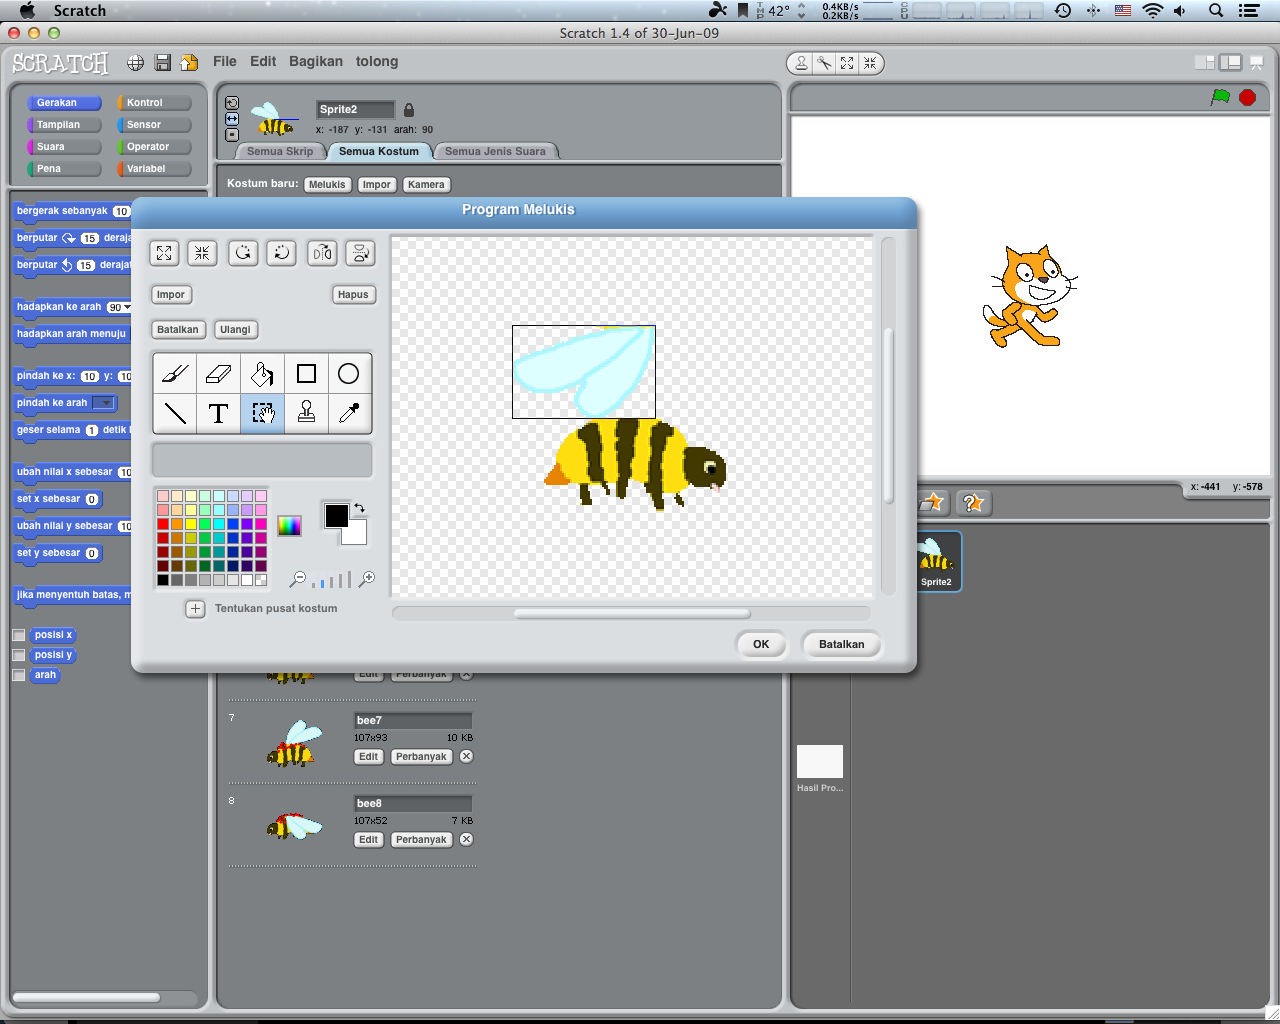 Scratch
42°
0.4KB/s
0.2KB/s
Scratch 1.4 of 30-Jun-09
SCRATCH File Edit Bagikan tolong
Gerakan Kontrol
Tampilan Sensor
Suara Operator
Pena Variabel
Sprite2
x: -187 y: -131 arah: 90
Semua Skrip Semua Kostum Semua Jenis Suara
Kostum baru: Melukis Impor Kamera
bergerak sebanyak 10
berputar 15 deraja
berputar 15 derajat
hadapkan ke arah 90
hadapkan arah menuju
pindah ke x: 10 y: 10
pindah ke arah
geser selama 1 detik
ubah nilai x sebesar 10
set x sebesar 0
ubah nilai y sebesar 10
set y sebesar 0
jika menyentuh batas, m
posisi x
posisi y
arah
Program Melukis
Impor Hapus
Batalkan Ulangi
T
Tentukan pusat kostum
OK Batalkan
x: -441 y: -578
Sprite2
Hasil Pro...
Edit Perbanyak
7 bee7
107x93 10 KB
Edit Perbanyak
8 bee8
107x52 7 KB
Edit Perbanyak